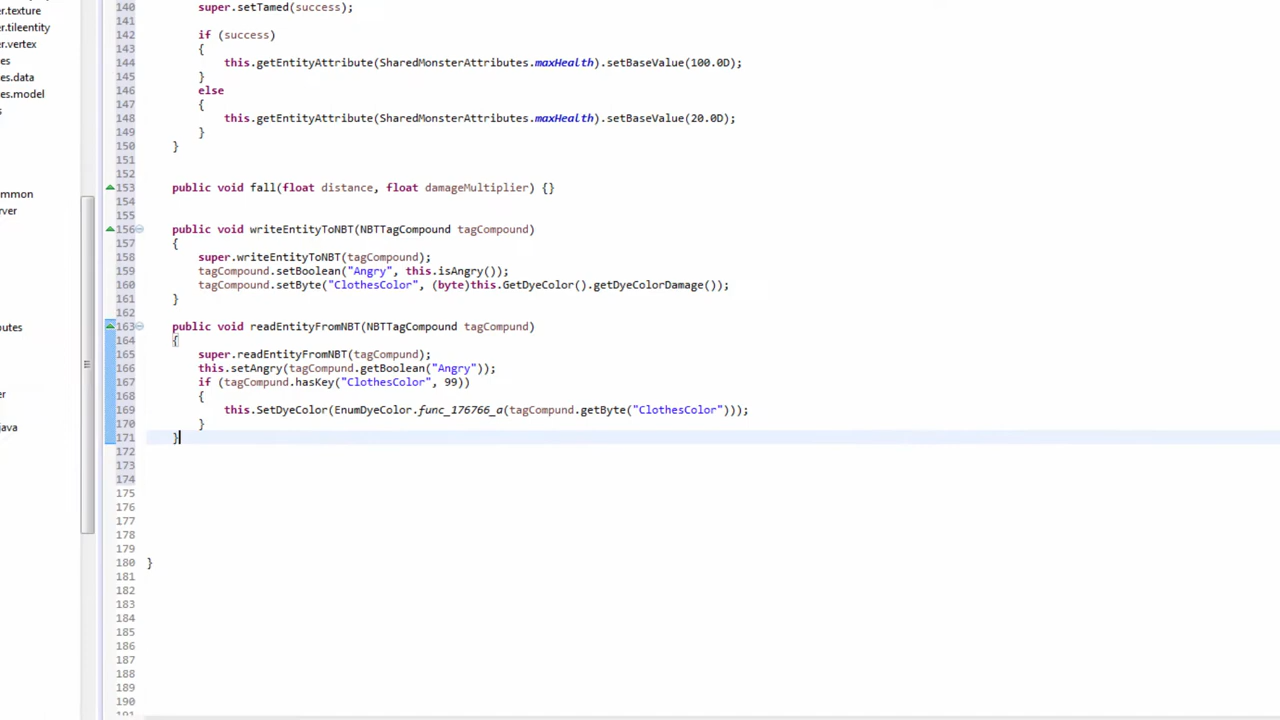 er.texture
er.tileentity
er.vertex
es
es.data
es.model
s
mmon
rver
butes
er
java
140 super.setTamed(success);
141
142 if (success)
143 {
144 this.getEntityAttribute(SharedMonsterAttributes.maxHealth).setBaseValue(100.0D);
145 }
146 else
147 {
148 this.getEntityAttribute(SharedMonsterAttributes.maxHealth).setBaseValue(20.0D);
149 }
150 }
151
152
153 public void fall(float distance, float damageMultiplier) {}
154
155
156 public void writeEntityToNBT(NBTTagCompound tagCompound)
157 {
158 super.writeEntityToNBT(tagCompound);
159 tagCompound.setBoolean("Angry", this.isAngry());
160 tagCompound.setByte("ClothesColor", (byte)this.GetDyeColor().getDyeColorDamage());
161 }
162
163 public void readEntityFromNBT(NBTTagCompound tagCompund)
164 {
165 super.readEntityFromNBT(tagCompund);
166 this.setAngry(tagCompund.getBoolean("Angry"));
167 if (tagCompund.hasKey("ClothesColor", 99))
168 {
169 this.SetDyeColor(EnumDyeColor.func_176766_a(tagCompund.getByte("ClothesColor")));
170 }
171 }
172
173
174
175
176
177
178
179
180 }
181
182
183
184
185
186
187
188
189
190
191